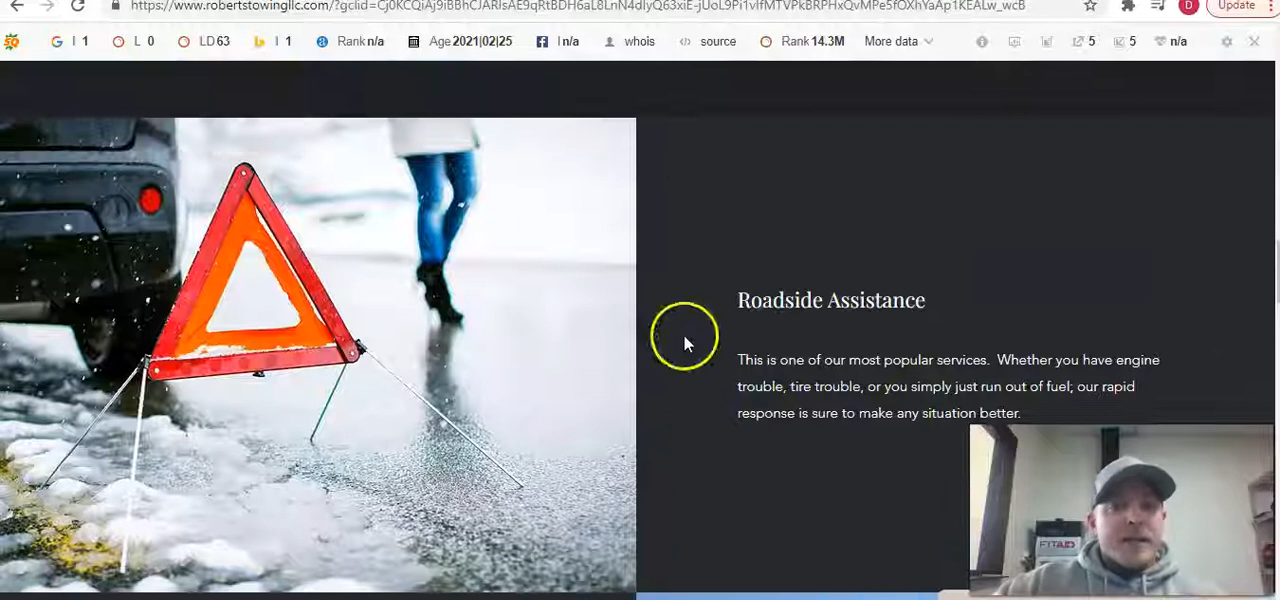 https://www.robertstowingllc.com/?gclid=Cj0KCQiAj9iBBhCJARIsAE9qRtBDH6aL8LnN4dIyQ63xiE-jUoL9Pi1vIfMTVPkBRPHxQvMPe5fOXhYaAp1KEALw_wcB
D
Update
SQ
G I 1
L 0
LD 63
b I 1
a Rank n/a
Age 2021|02|25
f I n/a
whois
</> source
Rank 14.3M
More data
5
5
n/a
Roadside Assistance
This is one of our most popular services. Whether you have engine
trouble, tire trouble, or you simply just run out of fuel; our rapid
response is sure to make any situation better.
FITAID